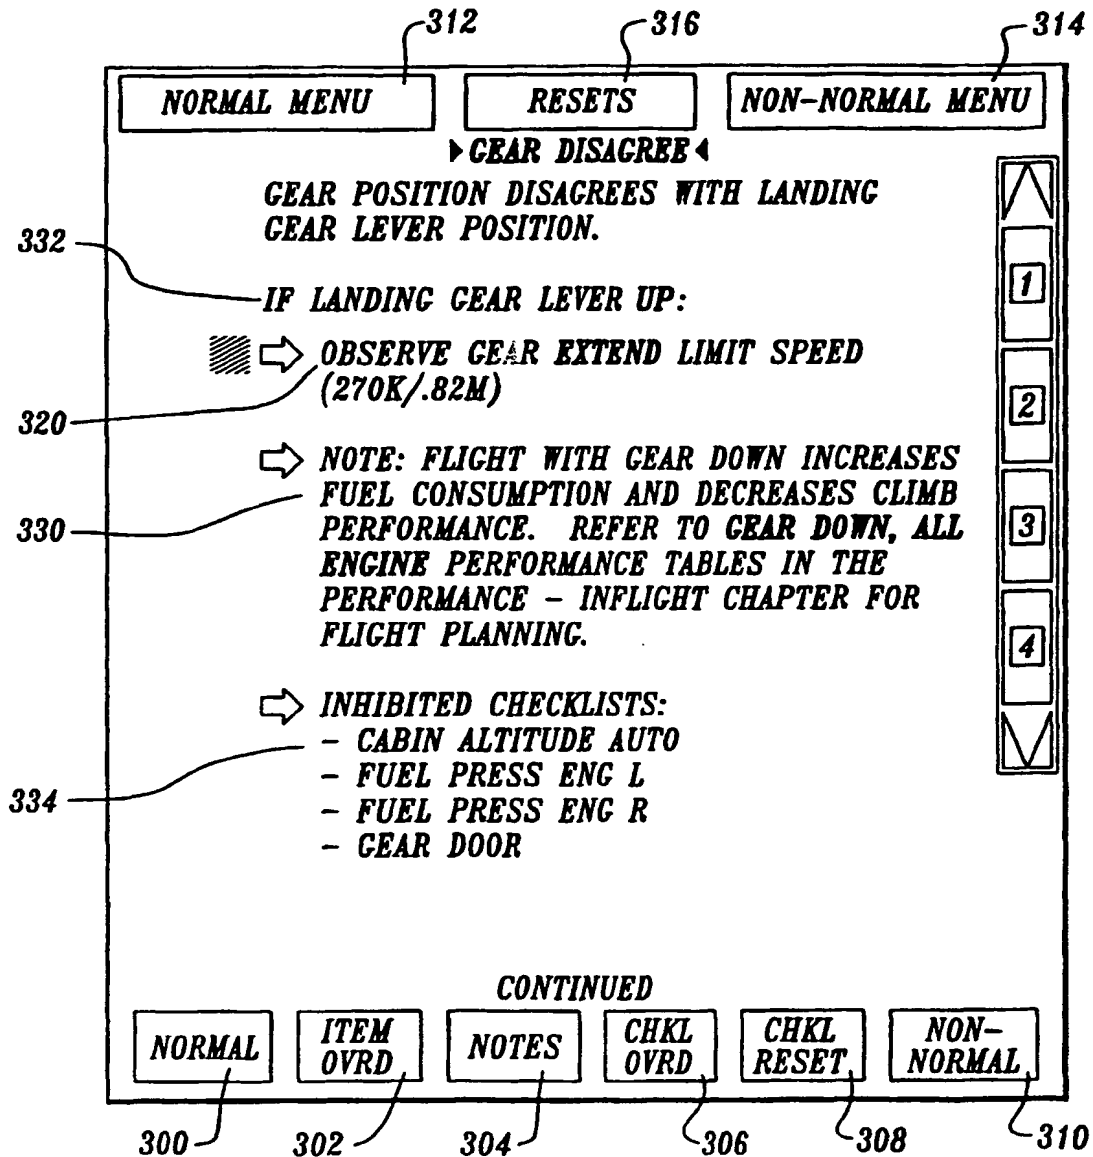 312 316 314
NORMAL MENU RESETS NON-NORMAL MENU
GEAR DISAGREE
GEAR POSITION DISAGREES WITH LANDING
GEAR LEVER POSITION.
332
1
IF LANDING GEAR LEVER UP:
OBSERVE GEAR EXTEND LIMIT SPEED
(270K/.82M)
320
2
NOTE: FLIGHT WITH GEAR DOWN INCREASES
FUEL CONSUMPTION AND DECREASES CLIMB
330
PERFORMANCE. REFER TO GEAR DOWN, ALL
3
ENGINE PERFORMANCE TABLES IN THE
PERFORMANCE - INFLIGHT CHAPTER FOR
FLIGHT PLANNING.
4
INHIBITED CHECKLISTS:
- CABIN ALTITUDE AUTO
- FUEL PRESS ENG L
334
- FUEL PRESS ENG R
- GEAR DOOR
CONTINUED
NORMAL
ITEM
OVRD
NOTES
CHKL
OVRD
CHKL
RESET
NON-
NORMAL
300 302 304 306 308 310